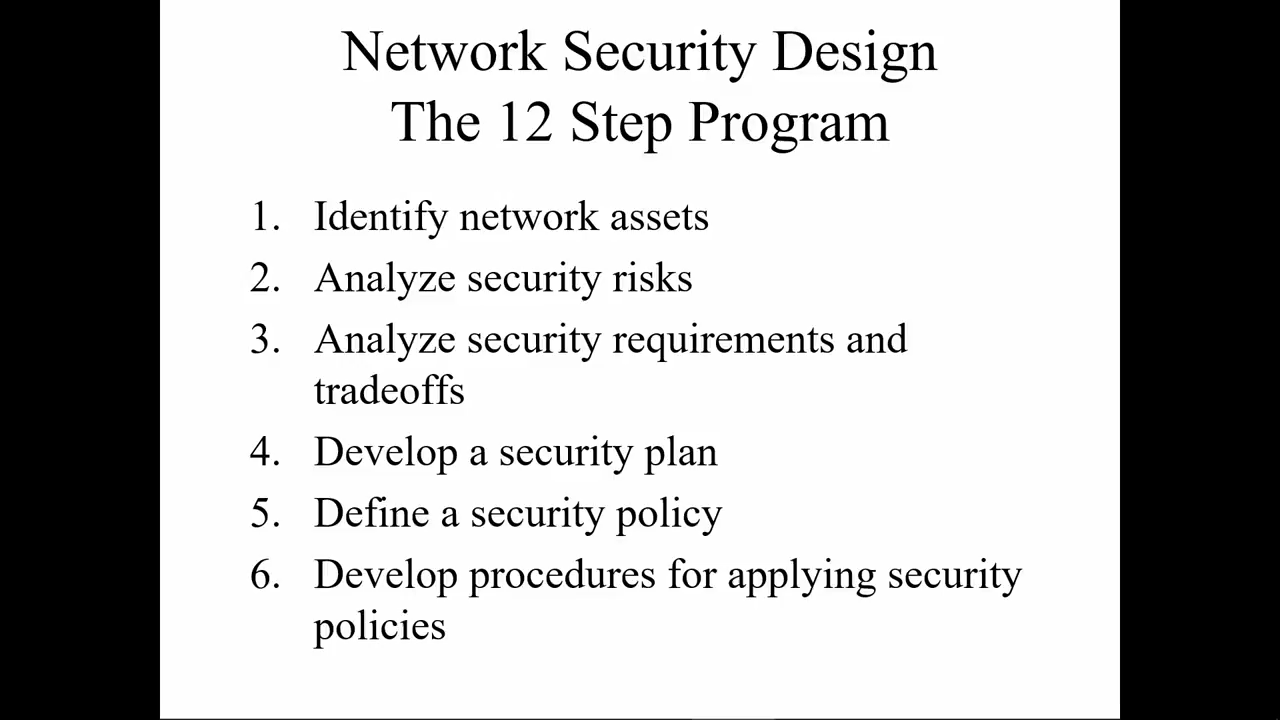 Network Security Design
The 12 Step Program
1. Identify network assets
2. Analyze security risks
3. Analyze security requirements and
tradeoffs
4. Develop a security plan
5. Define a security policy
6. Develop procedures for applying security
policies